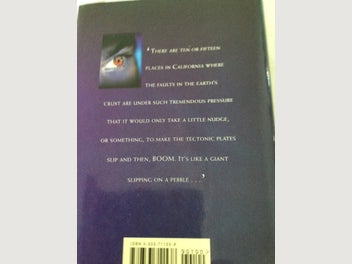 ‘THERE ARE TEN OR FIFTEEN
PLACES IN CALIFORNIA WHERE
THE FAULTS IN THE EARTH'S
CRUST ARE UNDER SUCH TREMENDOUS PRESSURE
THAT IT WOULD ONLY TAKE A LITTLE NUDGE,
OR SOMETHING, TO MAKE THE TECTONIC PLATES
SLIP AND THEN, BOOM. IT'S LIKE A GIANT
SLIPPING ON A PEBBLE . . .’